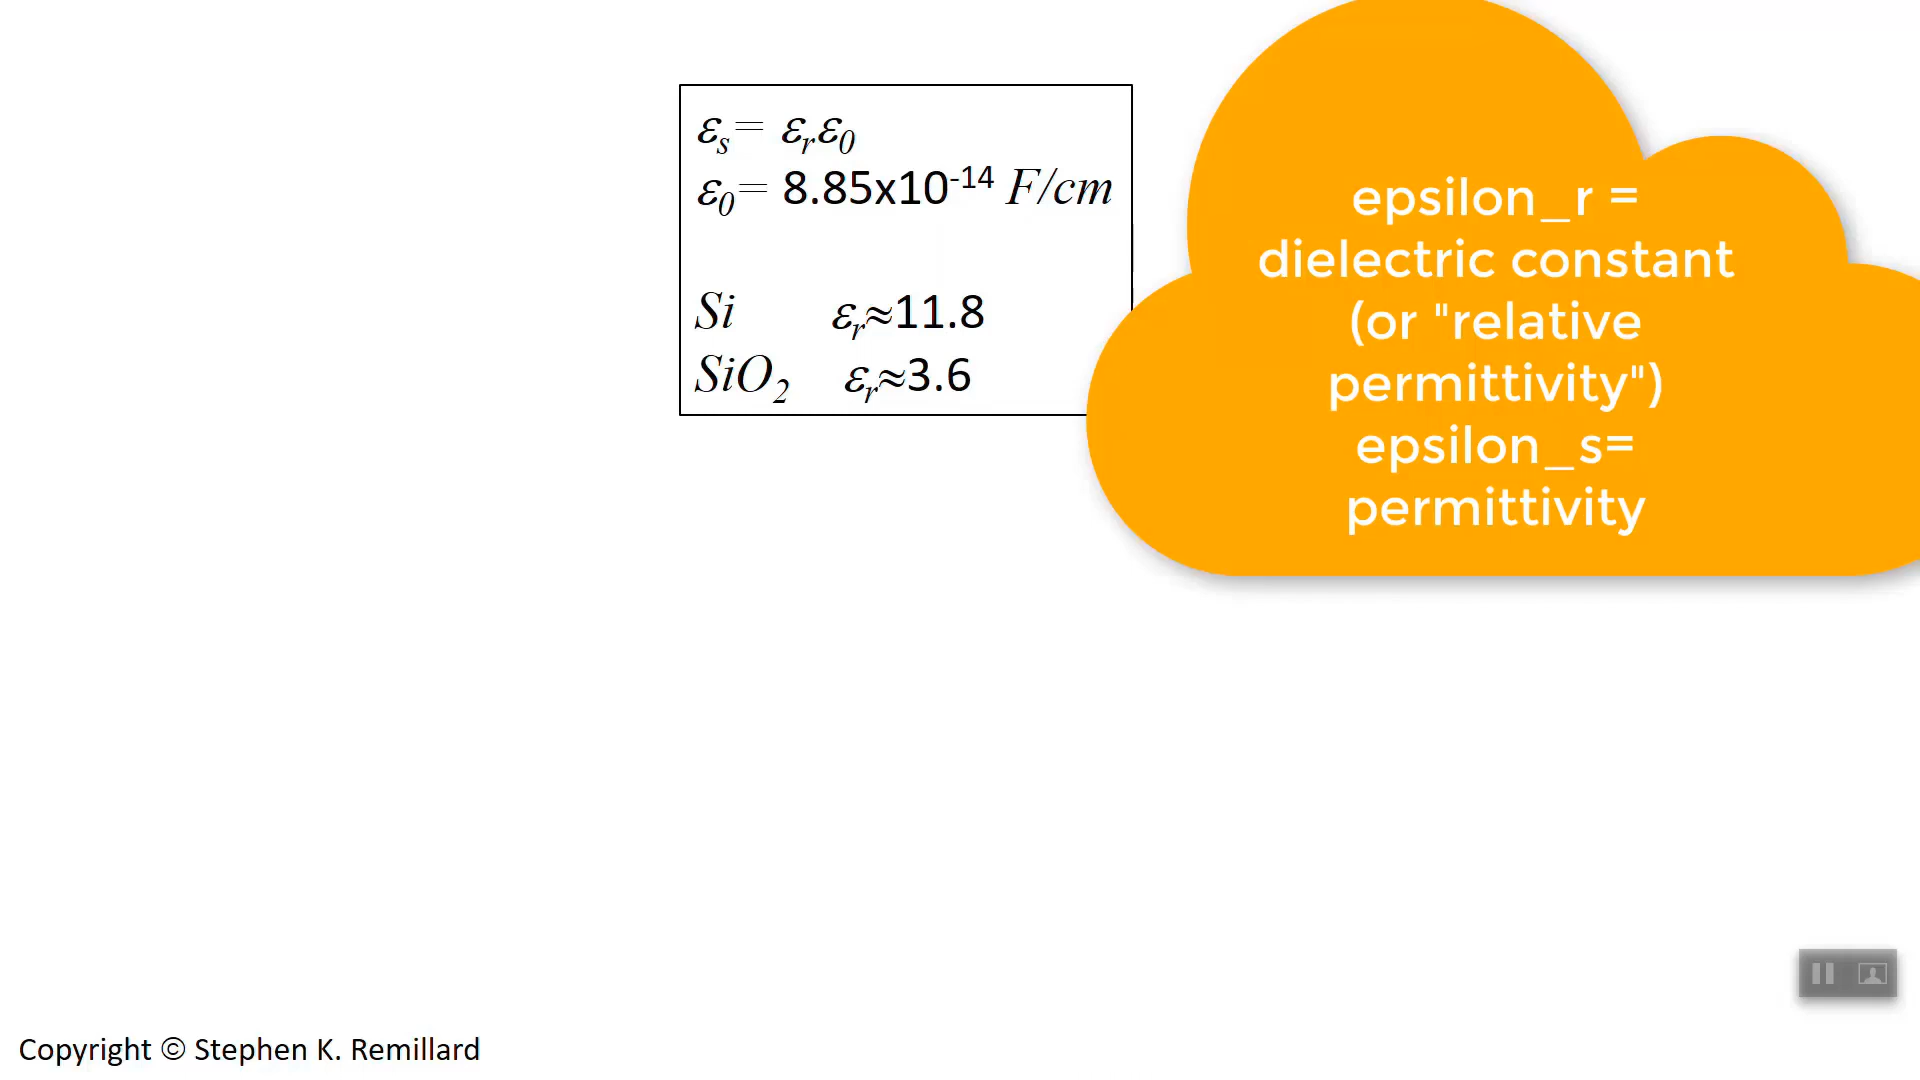 εs= εrε0
ε0= 8.85x10-14 F/cm
Si εr≈11.8
SiO2 εr≈3.6
epsilon_r =
dielectric constant
(or "relative
permittivity")
epsilon_s=
permittivity
Copyright © Stephen K. Remillard